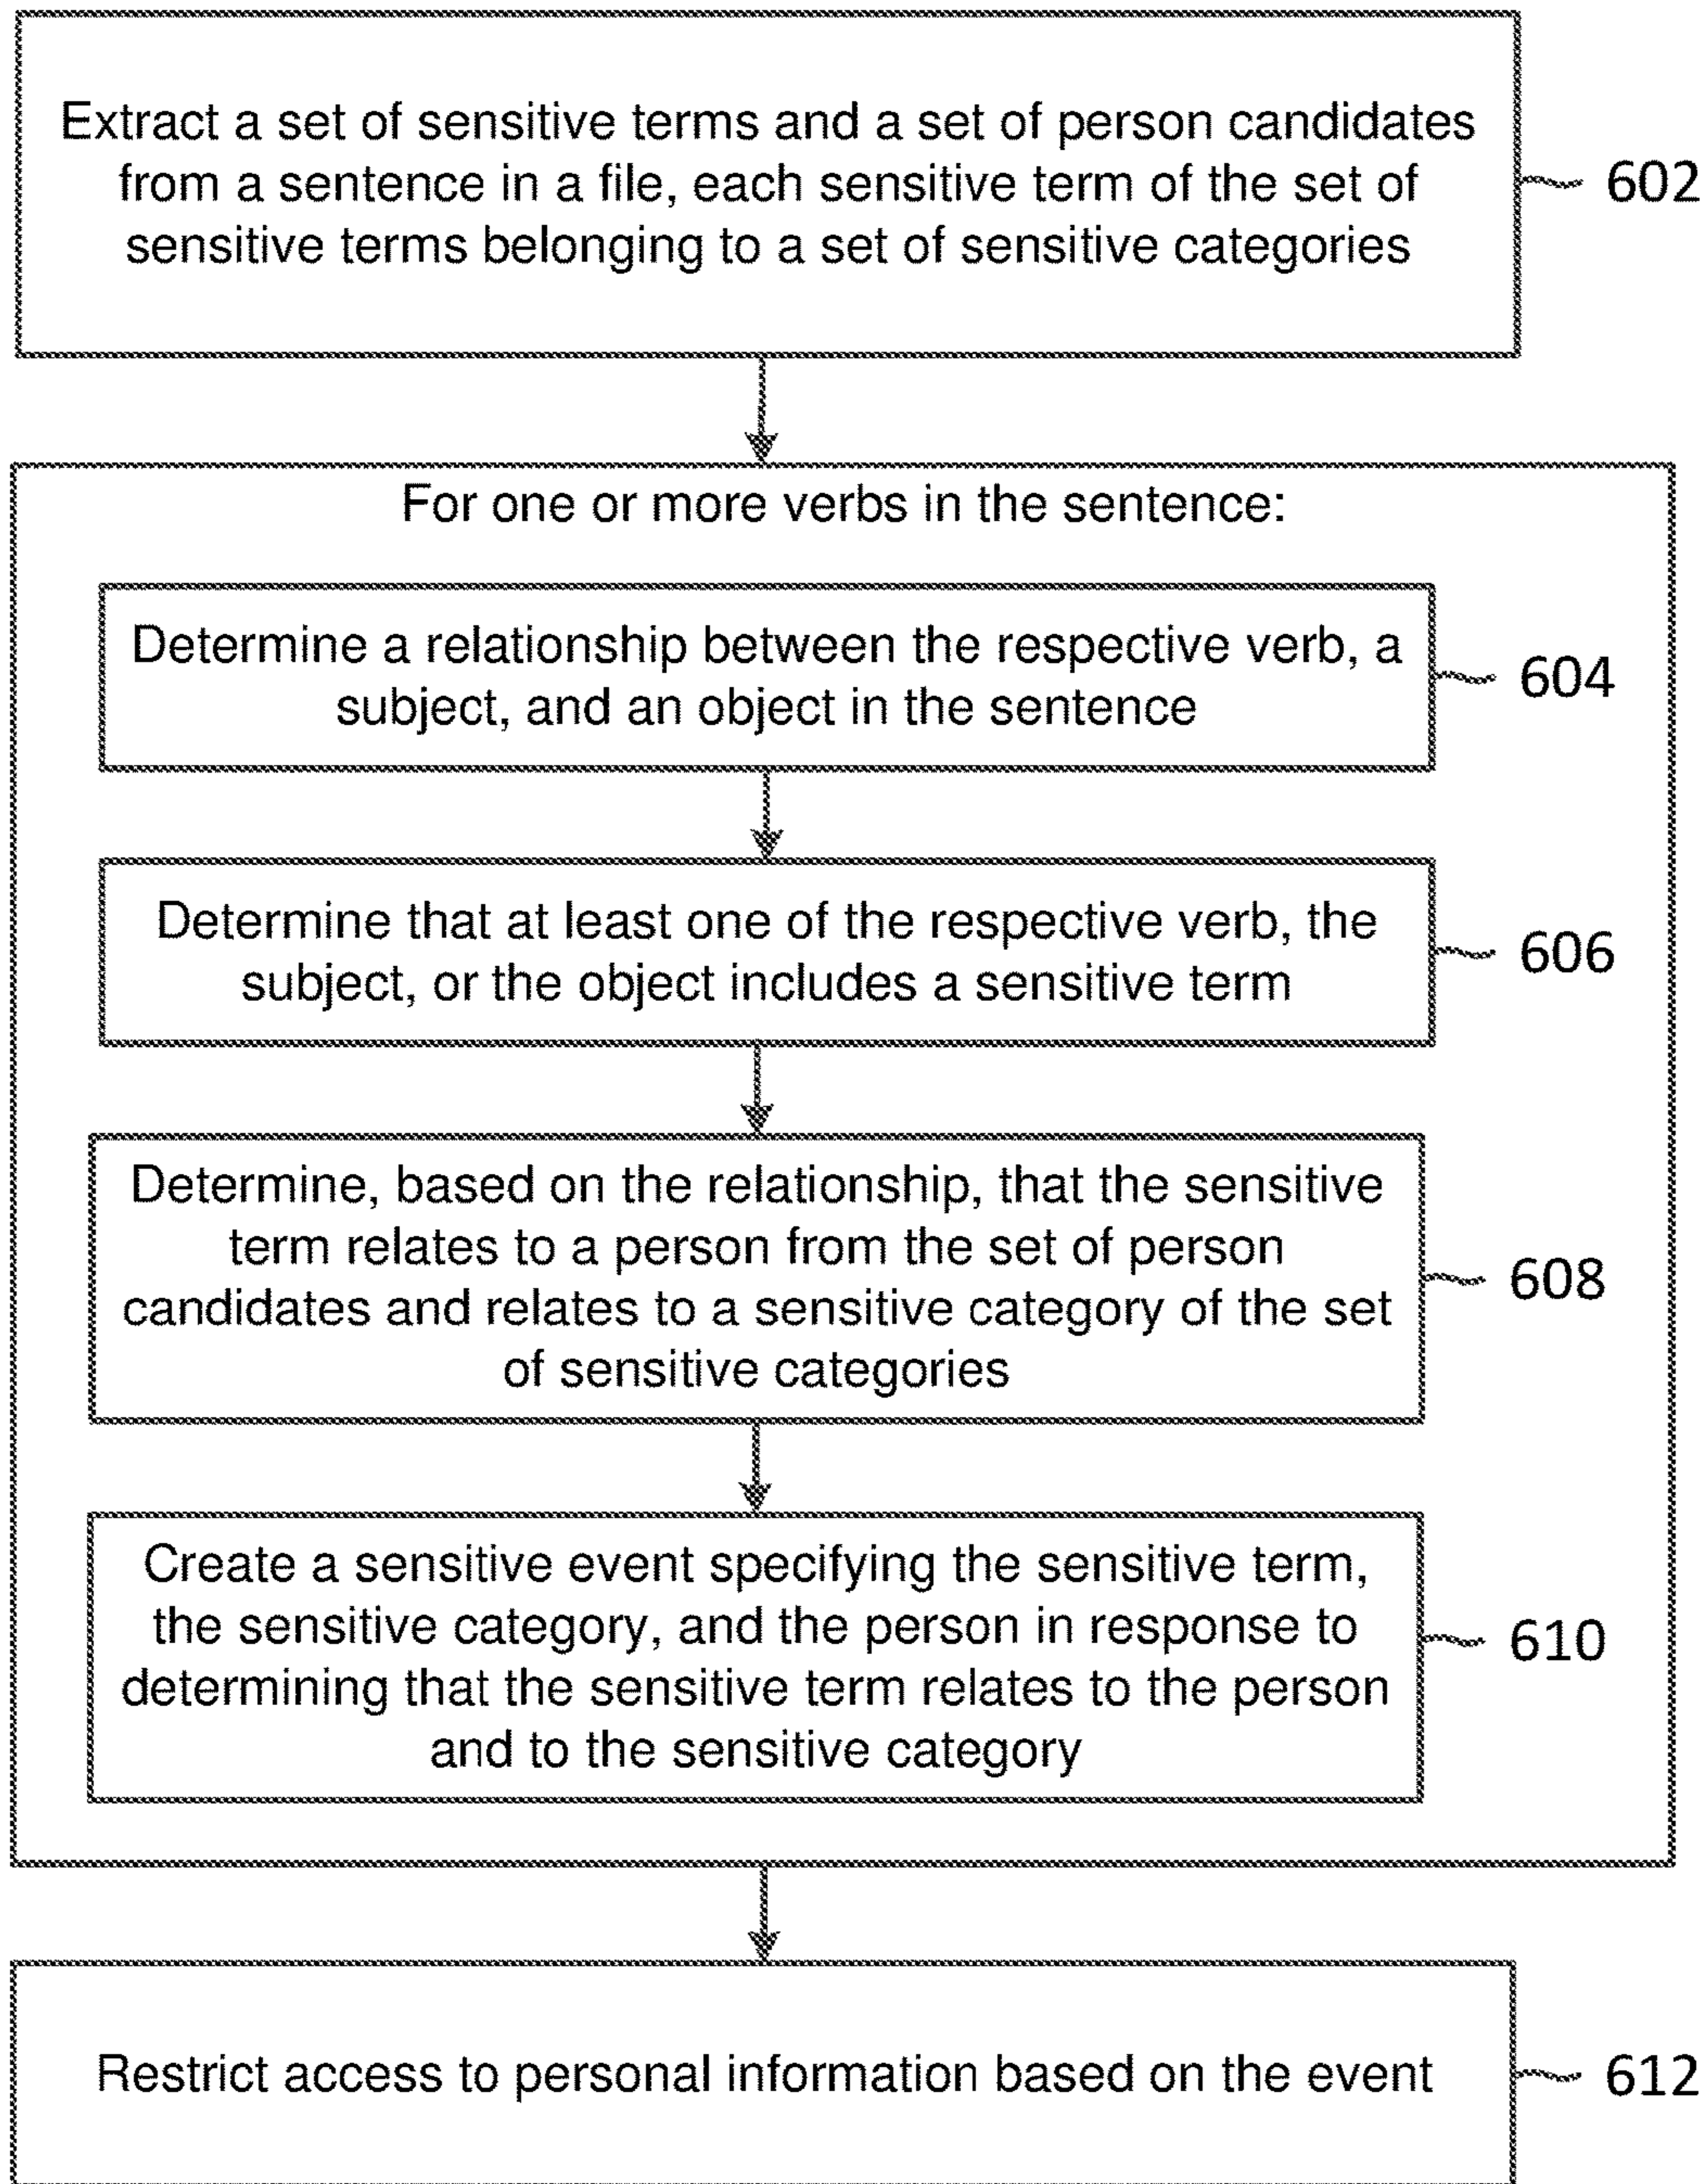 Extract a set of sensitive terms and a set of person candidates
from a sentence in a file, each sensitive term of the set of
sensitive terms belonging to a set of sensitive categories
602
For one or more verbs in the sentence:
Determine a relationship between the respective verb, a
subject, and an object in the sentence
604
Determine that at least one of the respective verb, the
subject, or the object includes a sensitive term
606
Determine, based on the relationship, that the sensitive
term relates to a person from the set of person
candidates and relates to a sensitive category of the set
of sensitive categories
608
Create a sensitive event specifying the sensitive term,
the sensitive category, and the person in response to
determining that the sensitive term relates to the person
and to the sensitive category
610
Restrict access to personal information based on the event
612